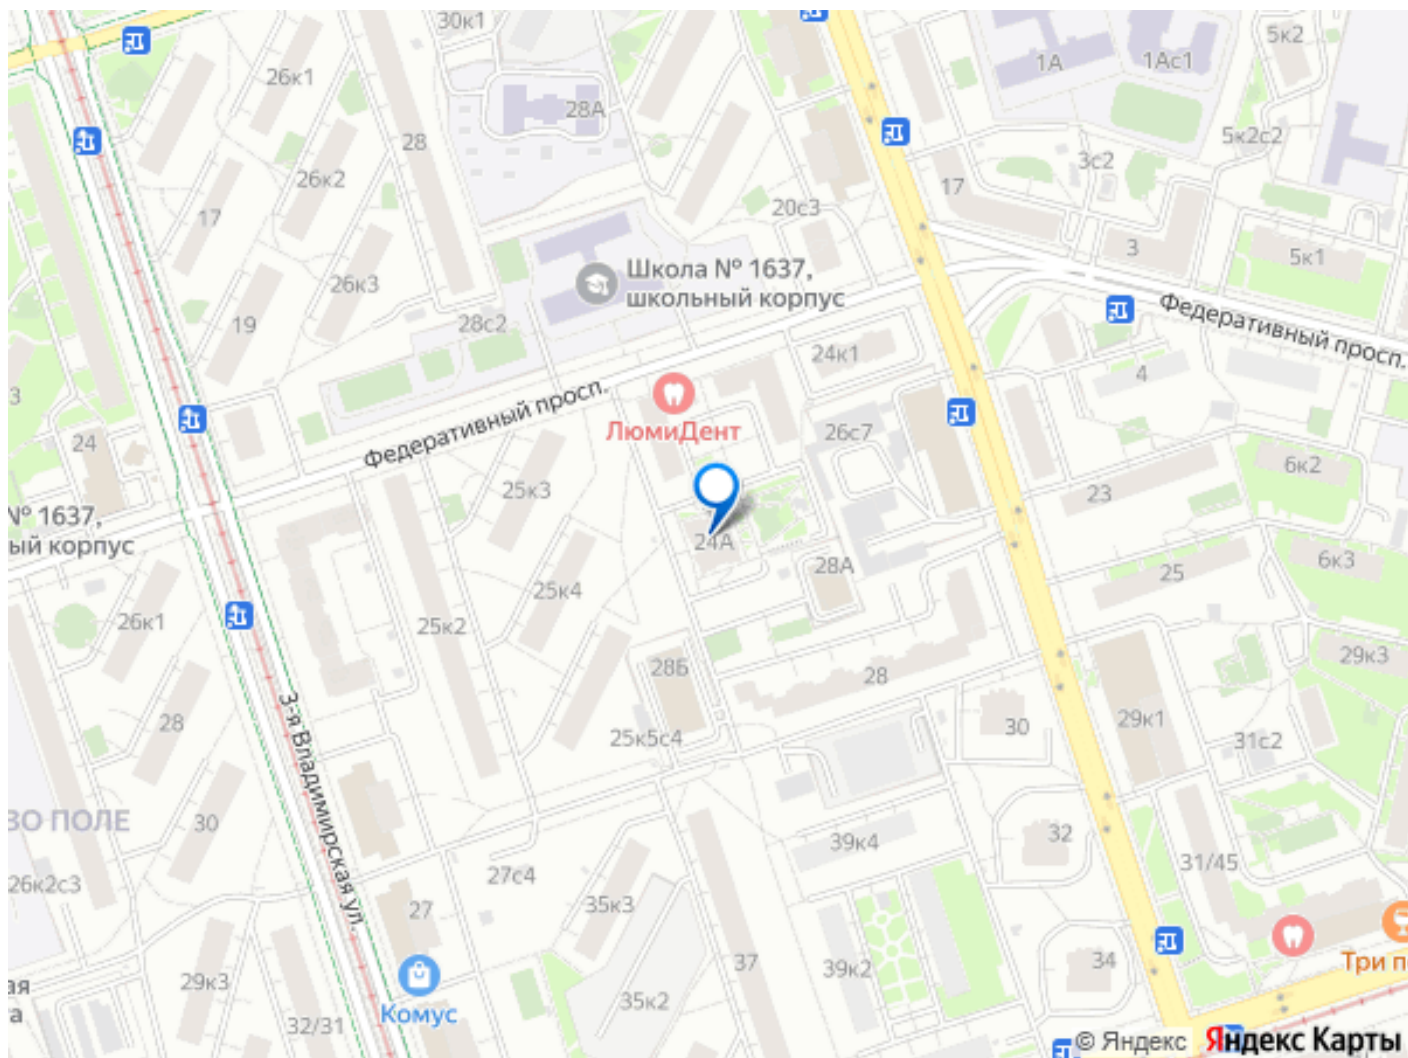 30к1
5к2
26к1
1А
1Ас1
28А
28
5к2с2
3с2
26к2
17
17
20с3
3
5к1
Школа № 1637,
школьный корпус
26к3
19
28с2
Федеративный просп.
24к1
4
3
Федеративный просп.
ЛюмиДент
26с7
24
6к2
25к3
23
№ 1637,
ый корпус
24А
28А
6к3
25
25к4
26к1
25к2
29к3
28Б
28
28
29к1
30
25к5с4
31с2
3-я Владимирская ул.
ЗО ПОЛЕ
30
32
39к4
31/45
26к2с3
27с4
27
35к3
Три п
37
39к2
34
29к3
ая
а
35к2
Комус
32/31
© Яндекс
Яндекс Карты